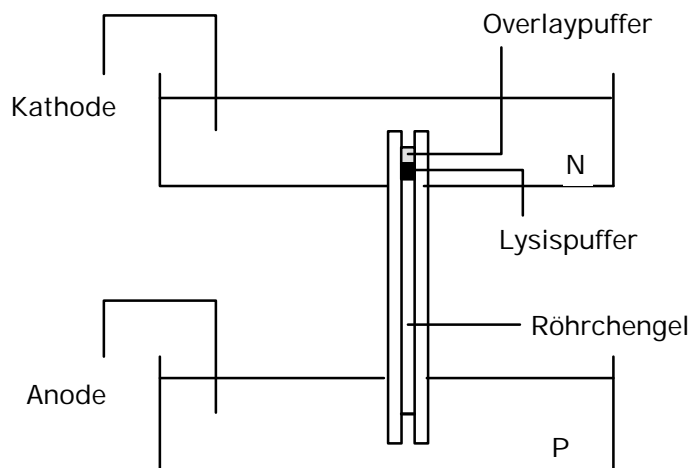 Overlaypuffer
Kathode
N
Lysispuffer
Röhrchengel
Anode
P